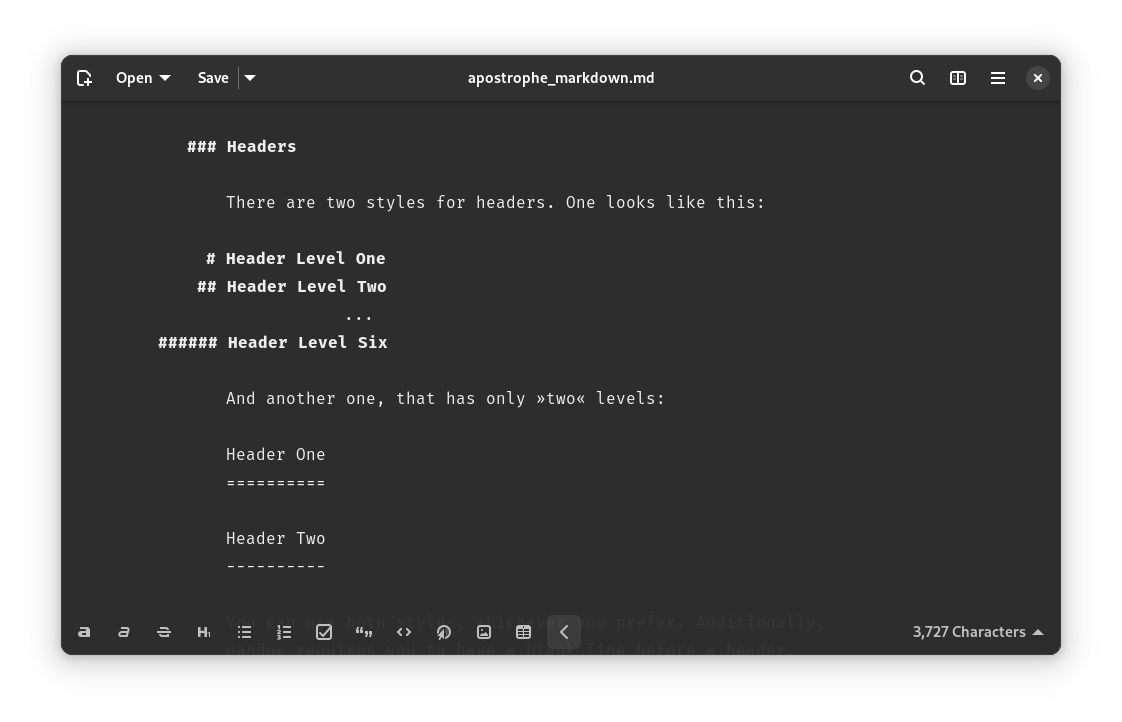 Open Save apostrophe_markdown.md
### Headers
There are two styles for headers. One looks like this:
# Header Level One
## Header Level Two
...
###### Header Level Six
And another one, that has only »two« levels:
Header One
==========
Header Two
----------
You can use both styles, whichever you prefer. Additionally,
pandoc requires you to have a blank line before a header.
3,727 Characters